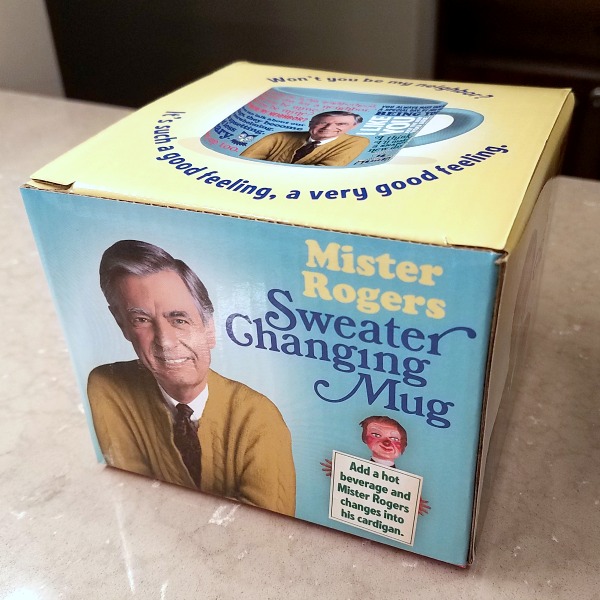 Won't you be my neighbor?
It's such a good feeling, a very good feeling.
Mister
Rogers
Sweater
Changing
Mug
Add a hot
beverage and
Mister Rogers
changes into
his cardigan.